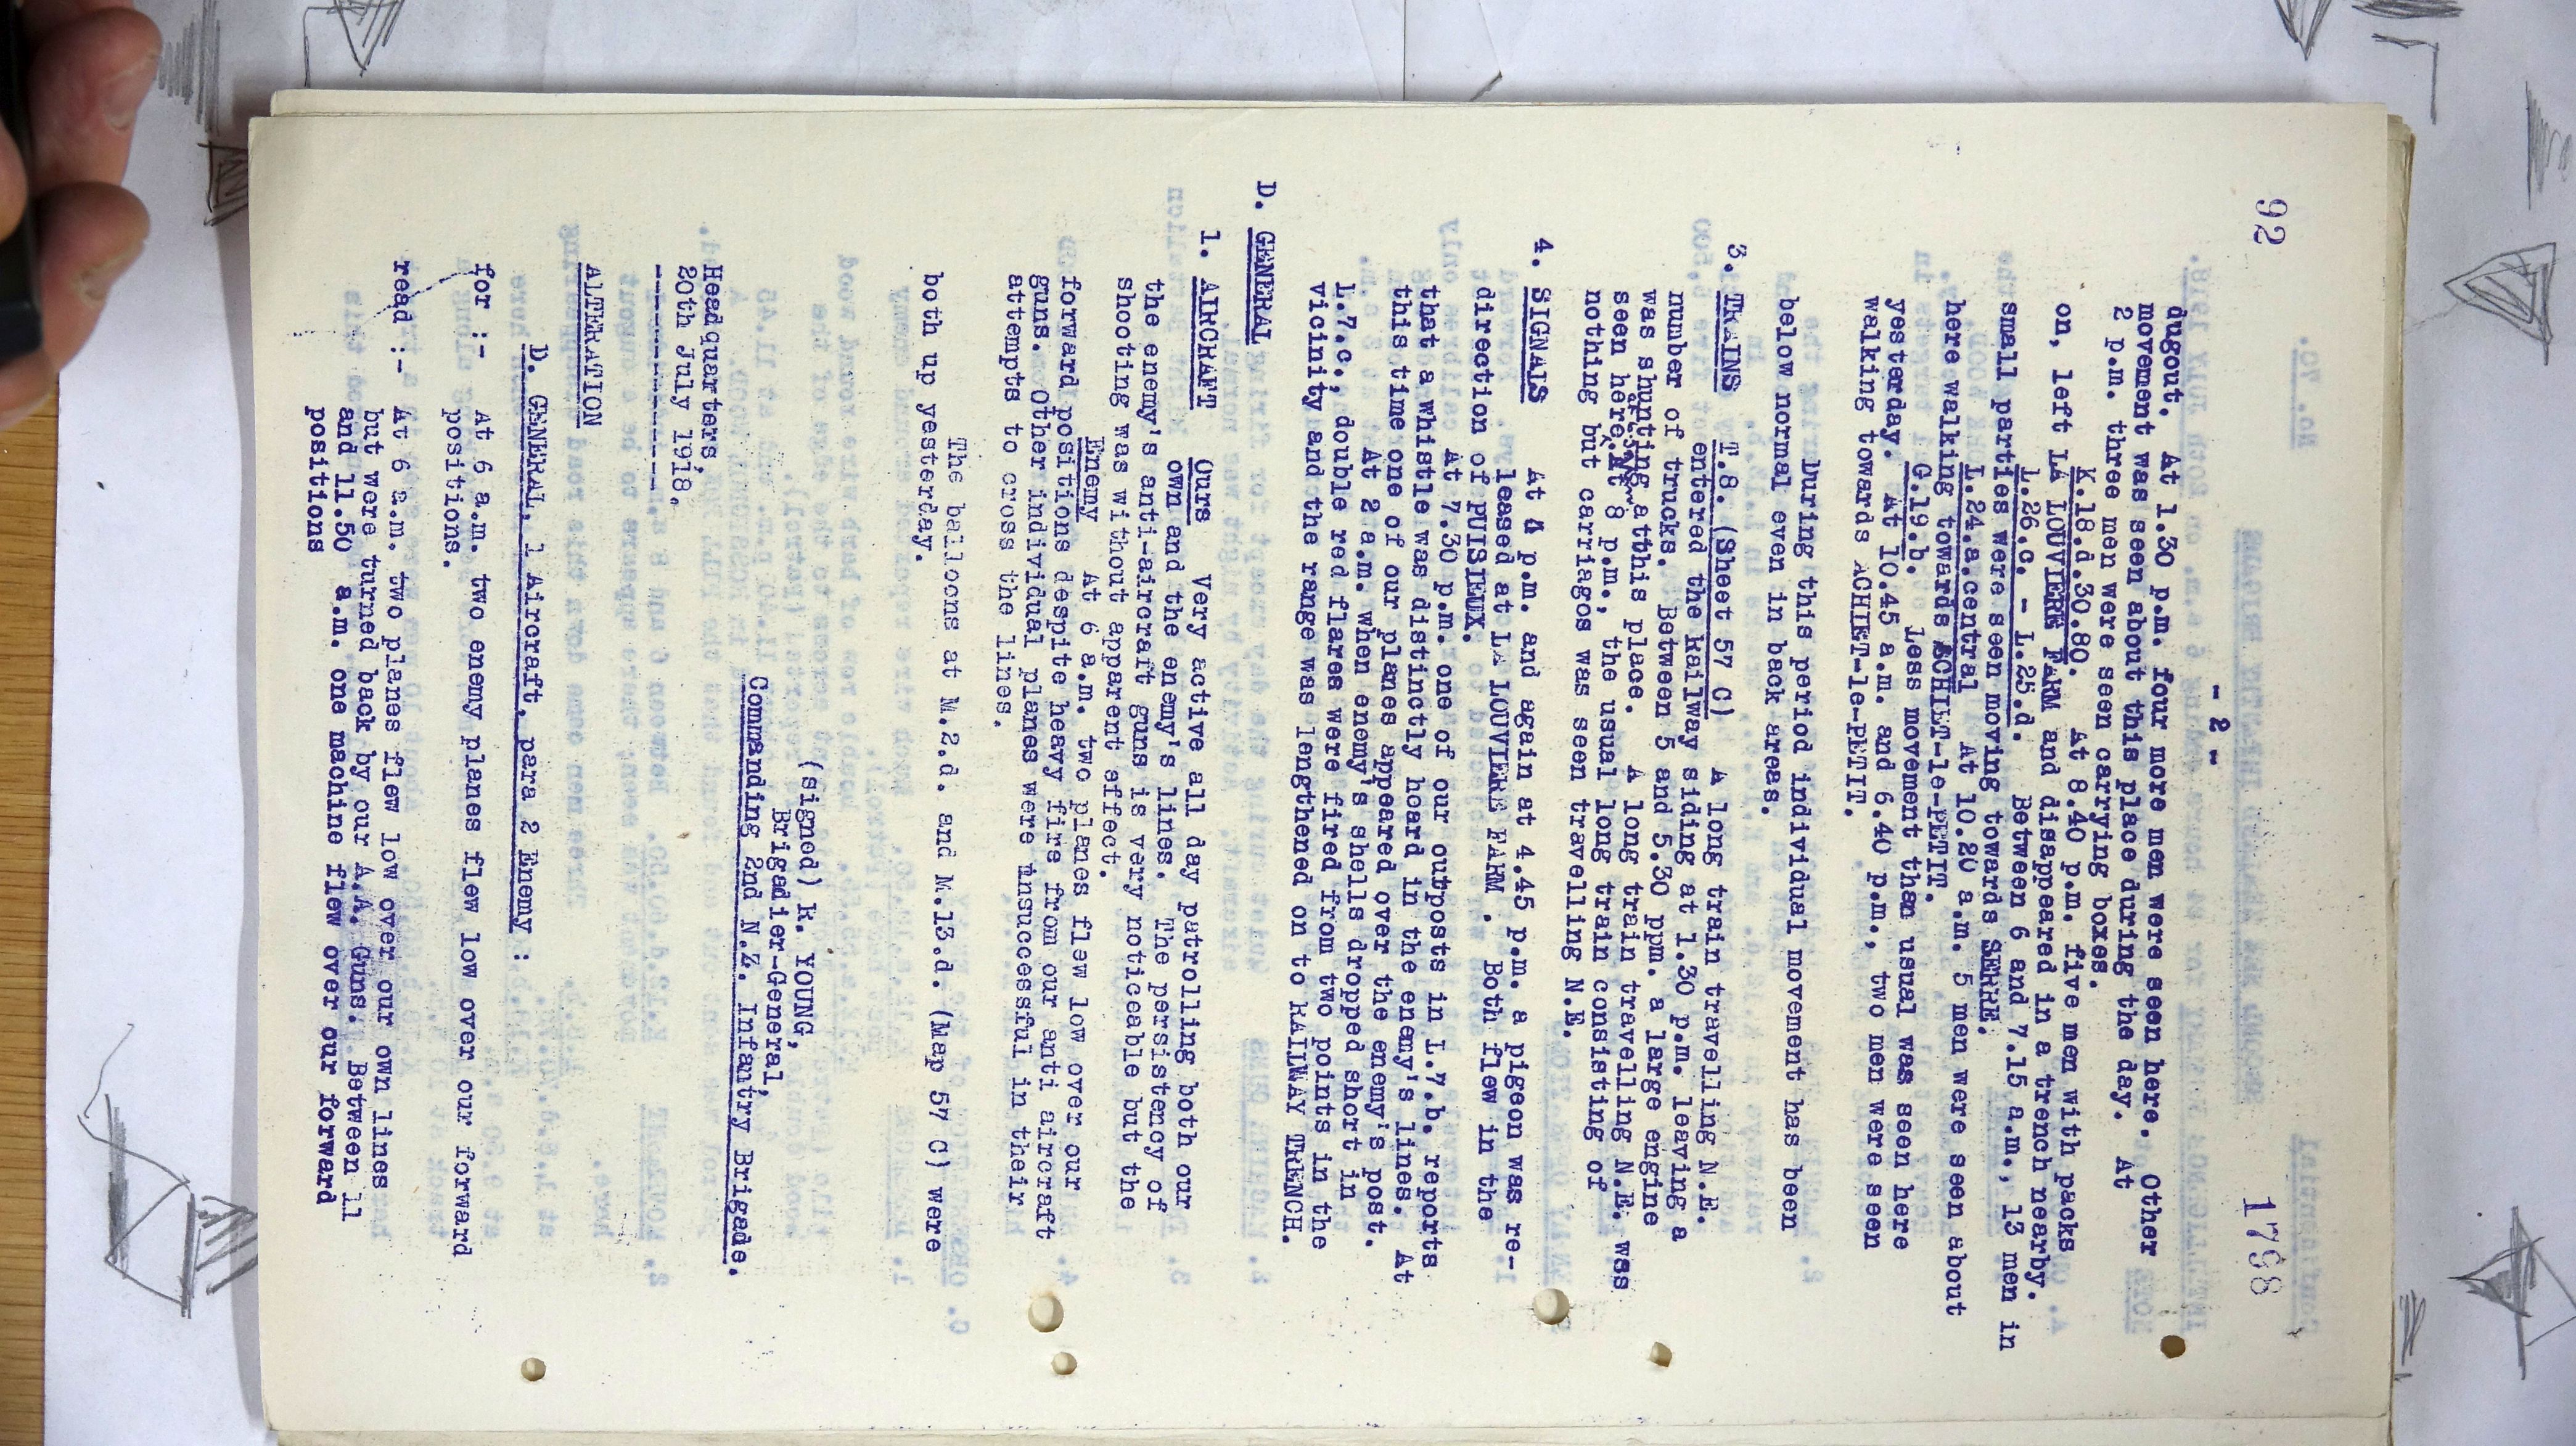 92
1768
- 2 -
dugout. At 1.30 p.m. four more men were seen here. Other
movement was seen about this place during the day. At
2 p.m. three men were seen carrying boxes.
K.18.d.30.80. At 8.40 p.m. five men with packs
on, left LA LOUVIERE FARM and disappeared in a trench nearby.
L.26.c. - L.25.d. Between 6 and 7.15 a.m., 13 men in
small parties were seen moving towards SERRE.
L.24.a.central At 10.20 a.m. 5 men were seen about
here walking towards ACHIET-le-PETIT.
G.19.b. Less movement than usual was seen here
yesterday. At 10.45 a.m. and 6.40 p.m., two men were seen
walking towards ACHIET-le-PETIT.
During this period individual movement has been
below normal even in back areas.
3. TRAINS T.8. (Sheet 57 C) A long train travelling N.E.
entered the railway siding at 1.30 p.m. leaving a
number of trucks. Between 5 and 5.30 ppm. a large engine
was shunting atthis place. A long train travelling N.E. was
seen here. At 8 p.m., the usual long train consisting of
nothing but carriagos was seen travelling N.E.
4. SIGNALS At 4 p.m. and again at 4.45 p.m. a pigeon was re-
leased at LA LOUVIERE FARM . Both flew in the
direction of PUISIEUX.
At 7.30 p.m. one of our outposts in L.7.b. reports
that a whistle was distinctly heard in the enemy's lines. At
this time one of our planes appeared over the enemy's post.
At 2 a.m. when enemy's shells dropped short in
L.7.c., double red flares were fired from two points in the
vicinity and the range was lengthened on to RAILWAY TRENCH.
D. GENERAL
1. AIRCRAFT Ours Very active all day patrolling both our
own and the enemy's lines. The persistency of
the enemy's anti-aircraft guns is very noticeable but the
shooting was without apparent effect.
Enemy At 6 a.m. two planes flew low over our
forward positions despite heavy fire from our anti aircraft
guns. Other individual planes were insuccessful in their
attempts to cross the lines.
The balloons at M.2.d. and M.13.d. (Map 57 C) were
both up yesterday.
(signed) R. YOUNG,
Brigadier-General,
Commanding 2nd N.Z. Infantry Brigade.
Headquarters,
20th July 1918.
----------------
ALTERATION
D. GENERAL, 1 Aircraft, para 2 Enemy :
for :- At 6 a.m. two enemy planes flew low over our forward
positions.
read :- At 6 a.m. two planes flew low over our own lines
but were turned back by our A.A. Guns. Between 11
and 11.50 a.m. one machine flew over our forward
positions